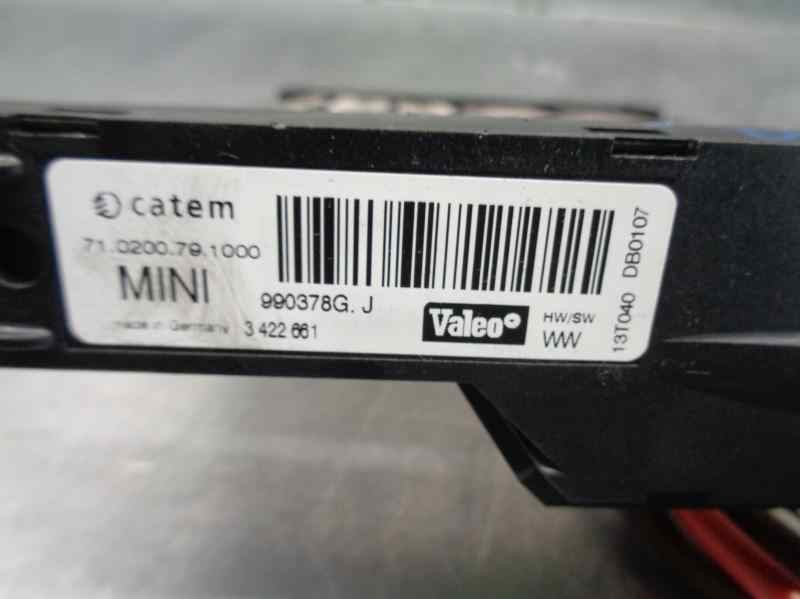 catem
71.0200.79.1000
MINI
990378G. J
made in Germany 3 422 661
Valeo
HW/SW
WW
13T040 DB0107